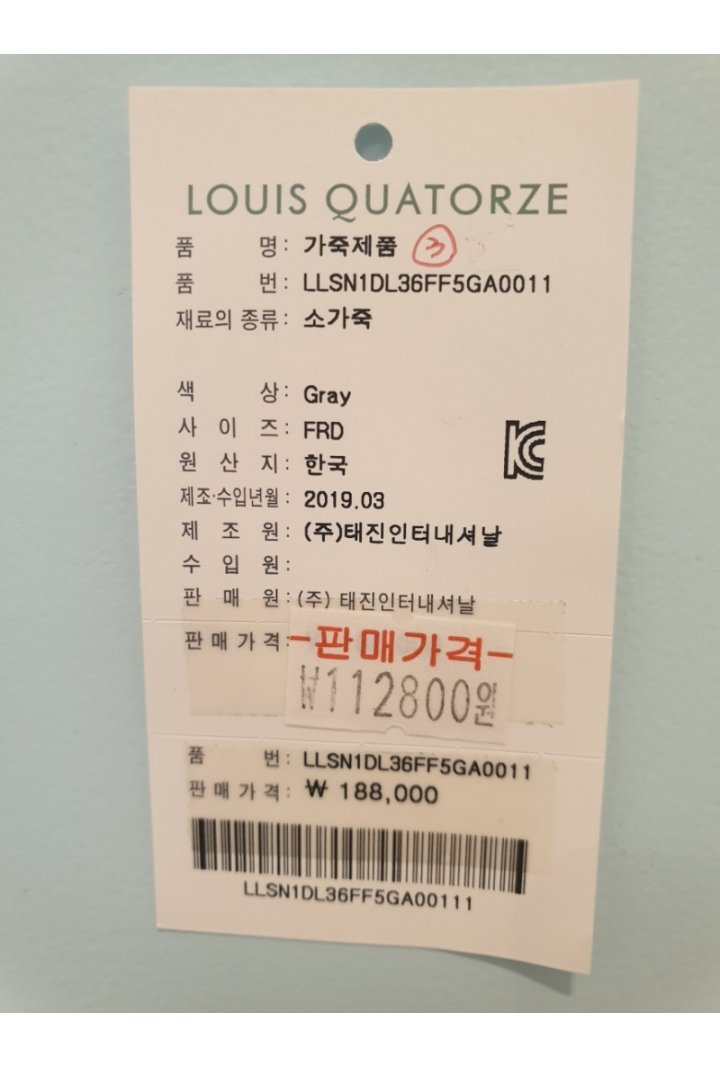 LOUIS QUATORZE
품 명: 가죽제품 3
품 번: LLSN1DL36FF5GA0011
재료의 종류: 소가죽
색 상: Gray
사 이 즈: FRD
원 산 지: 한국
제조·수입년월: 2019.03
제 조 원: (주)태진인터내셔날
수 입 원:
판 매 원: (주) 태진인터내셔날
판 매 가 격: -판매가격-
₩112800원
품 번: LLSN1DL36FF5GA0011
판 매 가 격: ₩ 188,000
LLSN1DL36FF5GA00111